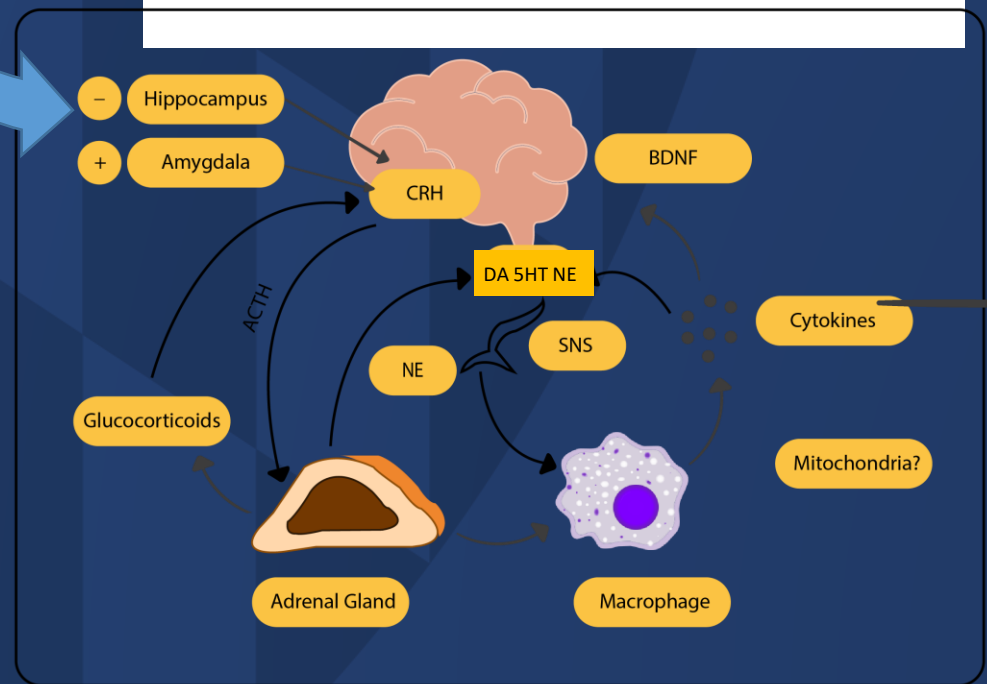 – Hippocampus
+ Amygdala
BDNF
CRH
DA 5HT NE
ACTH
Cytokines
SNS
NE
Glucocorticoids
Mitochondria?
Adrenal Gland
Macrophage